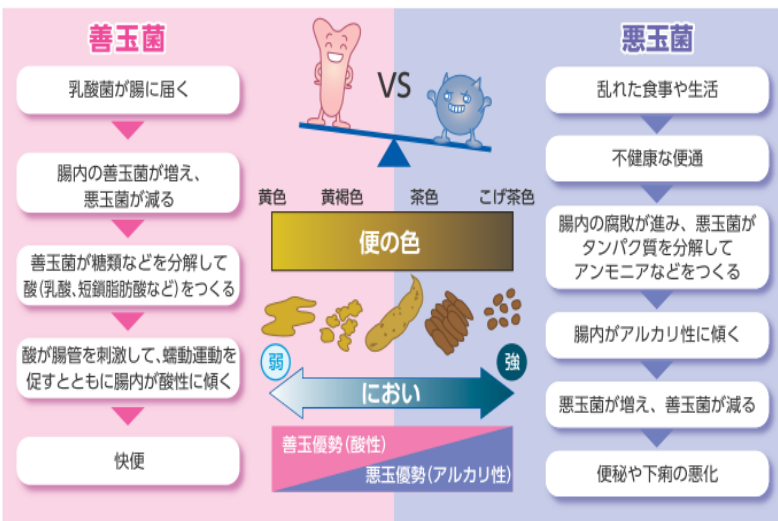 善玉菌
乳酸菌が腸に届く
腸内の善玉菌が増え、
悪玉菌が減る
善玉菌が糖類などを分解して
酸(乳酸、短鎖脂肪酸など)をつくる
酸が腸管を刺激して、蠕動運動を
促すとともに腸内が酸性に傾く
快便
VS
黄色 黄褐色 茶色 こげ茶色
便の色
弱 強
におい
善玉優勢(酸性)
悪玉優勢(アルカリ性)
悪玉菌
乱れた食事や生活
不健康な便通
腸内の腐敗が進み、悪玉菌が
タンパク質を分解して
アンモニアなどをつくる
腸内がアルカリ性に傾く
悪玉菌が増え、善玉菌が減る
便秘や下痢の悪化